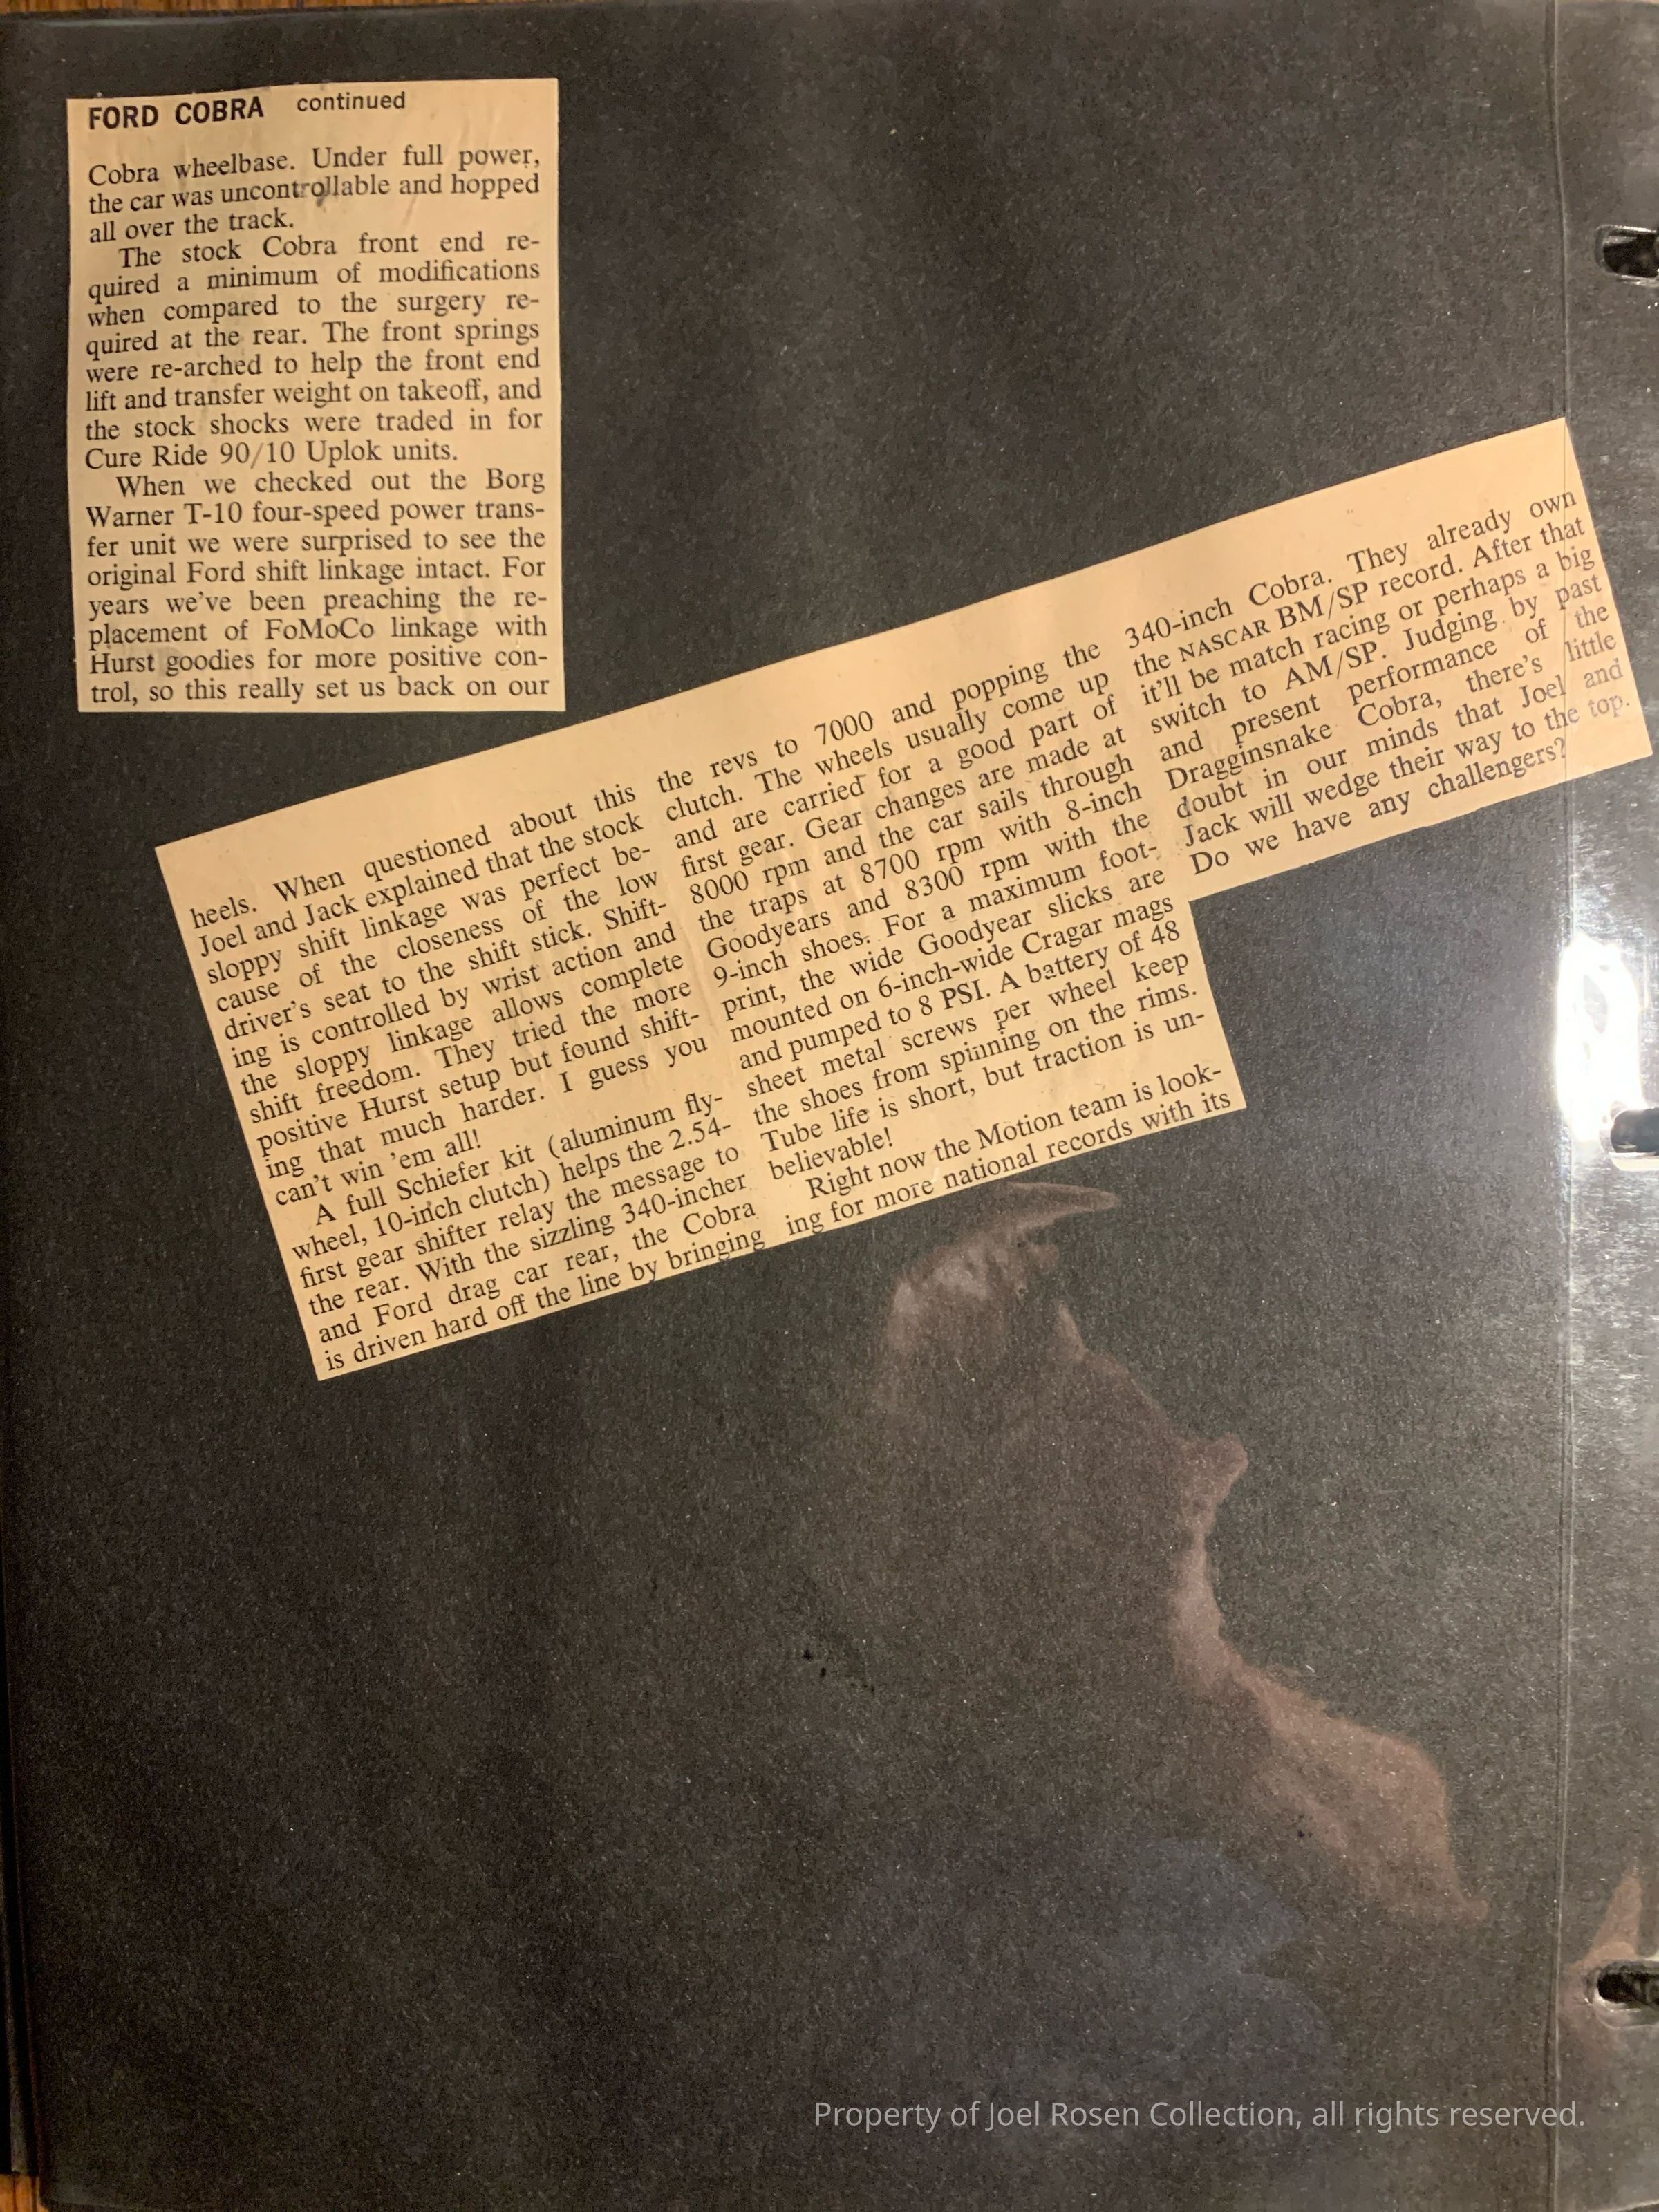 FORD COBRA continued
Cobra wheelbase. Under full power,
the car was uncontrollable and hopped
all over the track.
The stock Cobra front end re-
quired a minimum of modifications
when compared to the surgery re-
quired at the rear. The front springs
were re-arched to help the front end
lift and transfer weight on takeoff, and
the stock shocks were traded in for
Cure Ride 90/10 Uplok units.
When we checked out the Borg
Warner T-10 four-speed power trans-
fer unit we were surprised to see the
original Ford shift linkage intact. For
years we've been preaching the re-
placement of FoMoCo linkage with
Hurst goodies for more positive con-
trol, so this really set us back on our
heels. When questioned about this
Joel and Jack explained that the stock
sloppy shift linkage was perfect be-
cause of the closeness of the low
driver's seat to the shift stick. Shift-
ing is controlled by wrist action and
the sloppy linkage allows complete
shift freedom. They tried the more
positive Hurst setup but found shift-
ing that much harder. I guess you
can't win 'em all!
A full Schiefer kit (aluminum fly-
wheel, 10-inch clutch) helps the 2.54-
first gear shifter relay the message to
the rear. With the sizzling 340-incher
and Ford drag car rear, the Cobra
is driven hard off the line by bringing
the revs to 7000 and popping the
clutch. The wheels usually come up
and are carried for a good part of
first gear. Gear changes are made at
8000 rpm and the car sails through
the traps at 8700 rpm with 8-inch
Goodyears and 8300 rpm with the
9-inch shoes. For a maximum foot-
print, the wide Goodyear slicks are
mounted on 6-inch-wide Cragar mags
and pumped to 8 PSI. A battery of 48
sheet metal screws per wheel keep
the shoes from spinning on the rims.
Tube life is short, but traction is un-
believable!
Right now the Motion team is look-
ing for more national records with its
340-inch Cobra. They already own
the NASCAR BM/SP record. After that
it'll be match racing or perhaps a big
switch to AM/SP. Judging by past
and present performance of the
Dragginsnake Cobra, there's little
doubt in our minds that Joel and
Jack will wedge their way to the top.
Do we have any challengers?
Property of Joel Rosen Collection, all rights reserved.